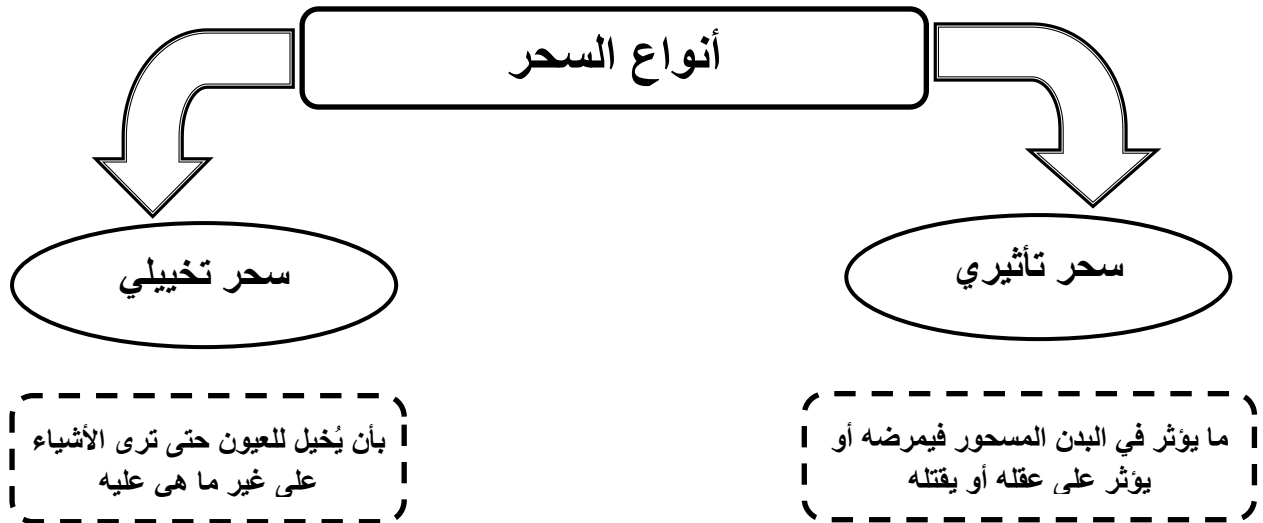 أنواع السحر
سحر تأثيري
سحر تخييلي
ما يؤثر في البدن المسحور فيمرضه أو
يؤثر على عقله أو يقتله
بأن يُخيل للعيون حتى ترى الأشياء
على غير ما هى عليه